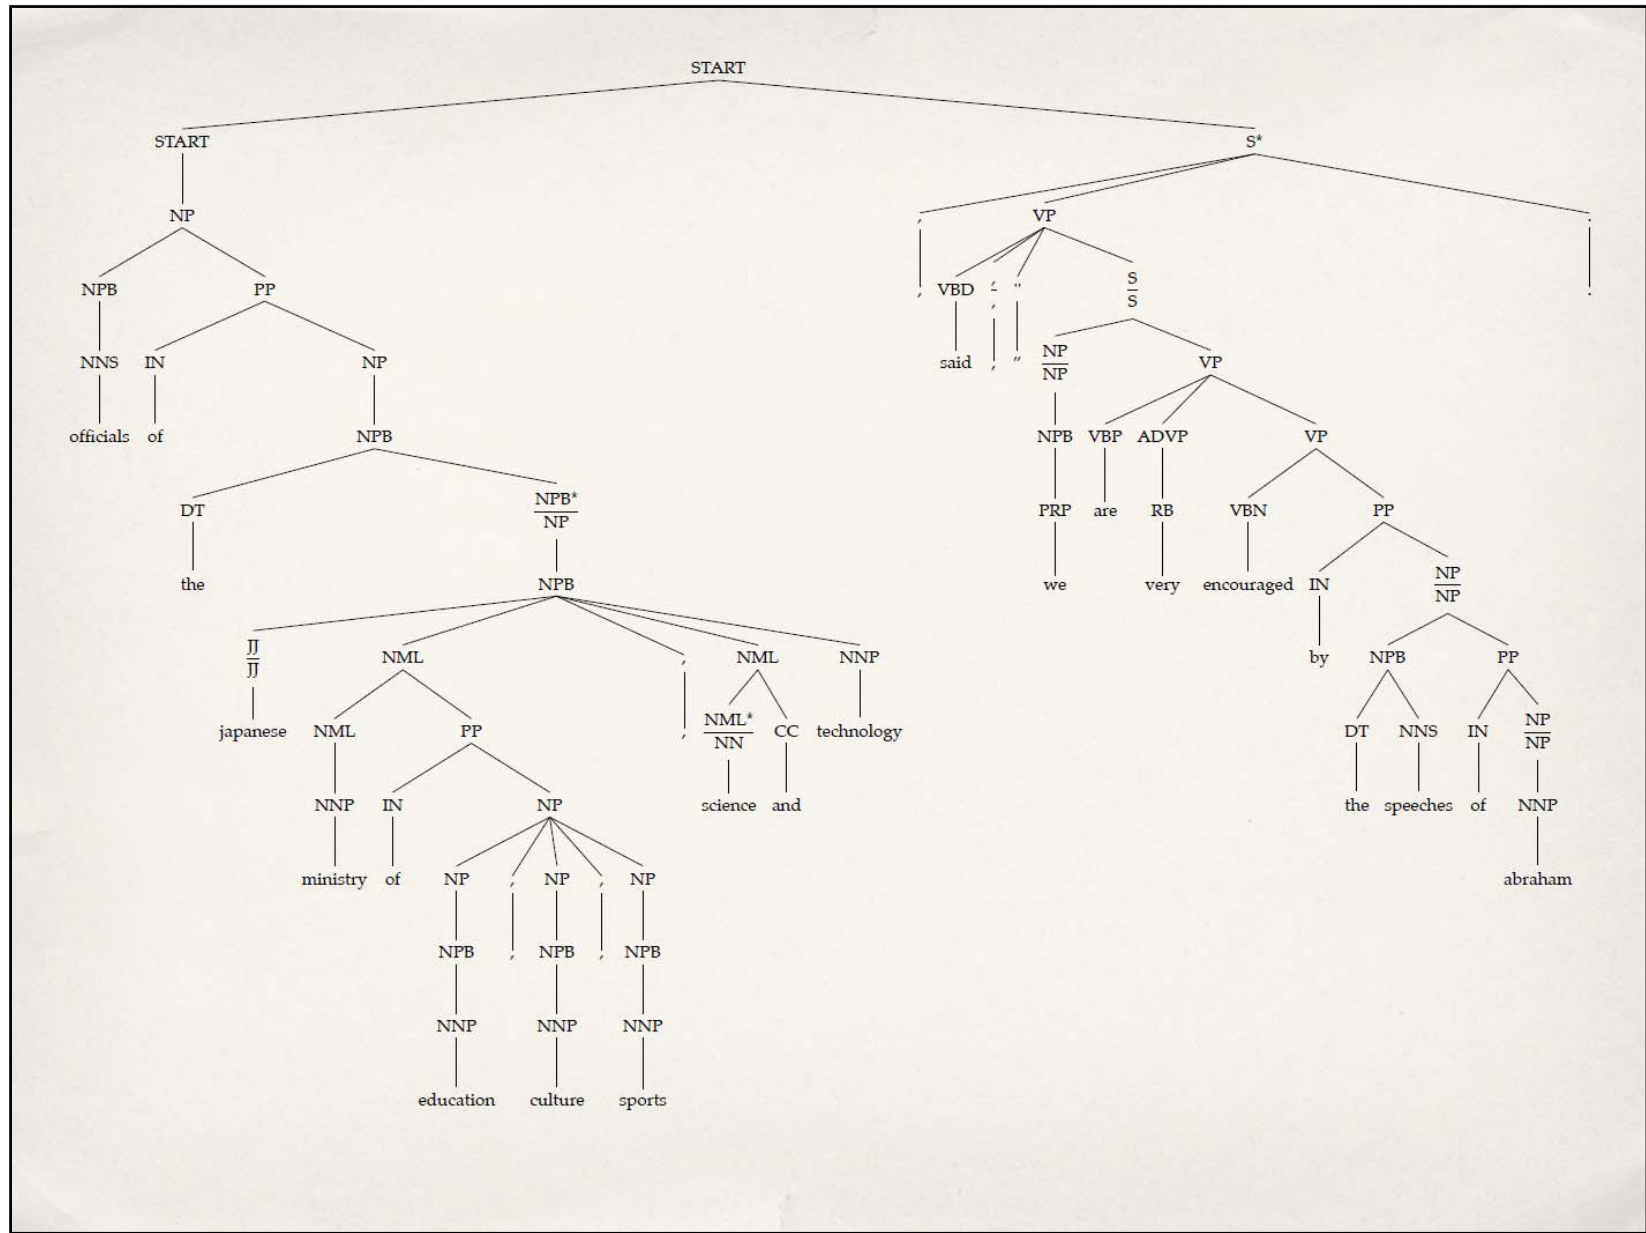 START
START S*
NP , VP .
NPB PP , VBD , " S .
, S
NNS IN NP said , " NP VP
NP
officials of NPB NPB VBP ADVP VP
DT NPB* PRP are RB VBN PP
NP
the NPB we very encouraged IN NP
NP
JJ NML , NML NNP by NPB PP
JJ
japanese NML PP , NML* CC technology DT NNS IN NP
NN NP
NNP IN NP science and the speeches of NNP
ministry of NP , NP , NP abraham
NPB , NPB , NPB
NNP NNP NNP
education culture sports